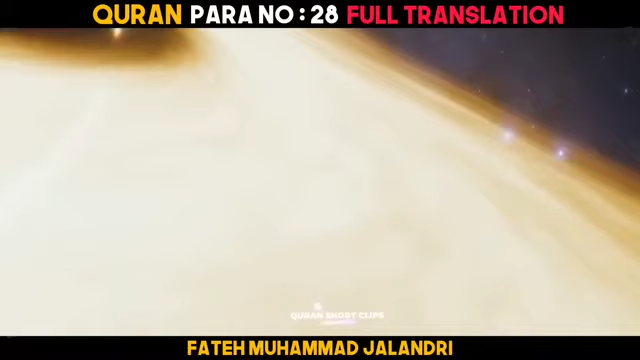 QURAN PARA NO : 28 FULL TRANSLATION
QURAN SHORT CLIPS
FATEH MUHAMMAD JALANDRI